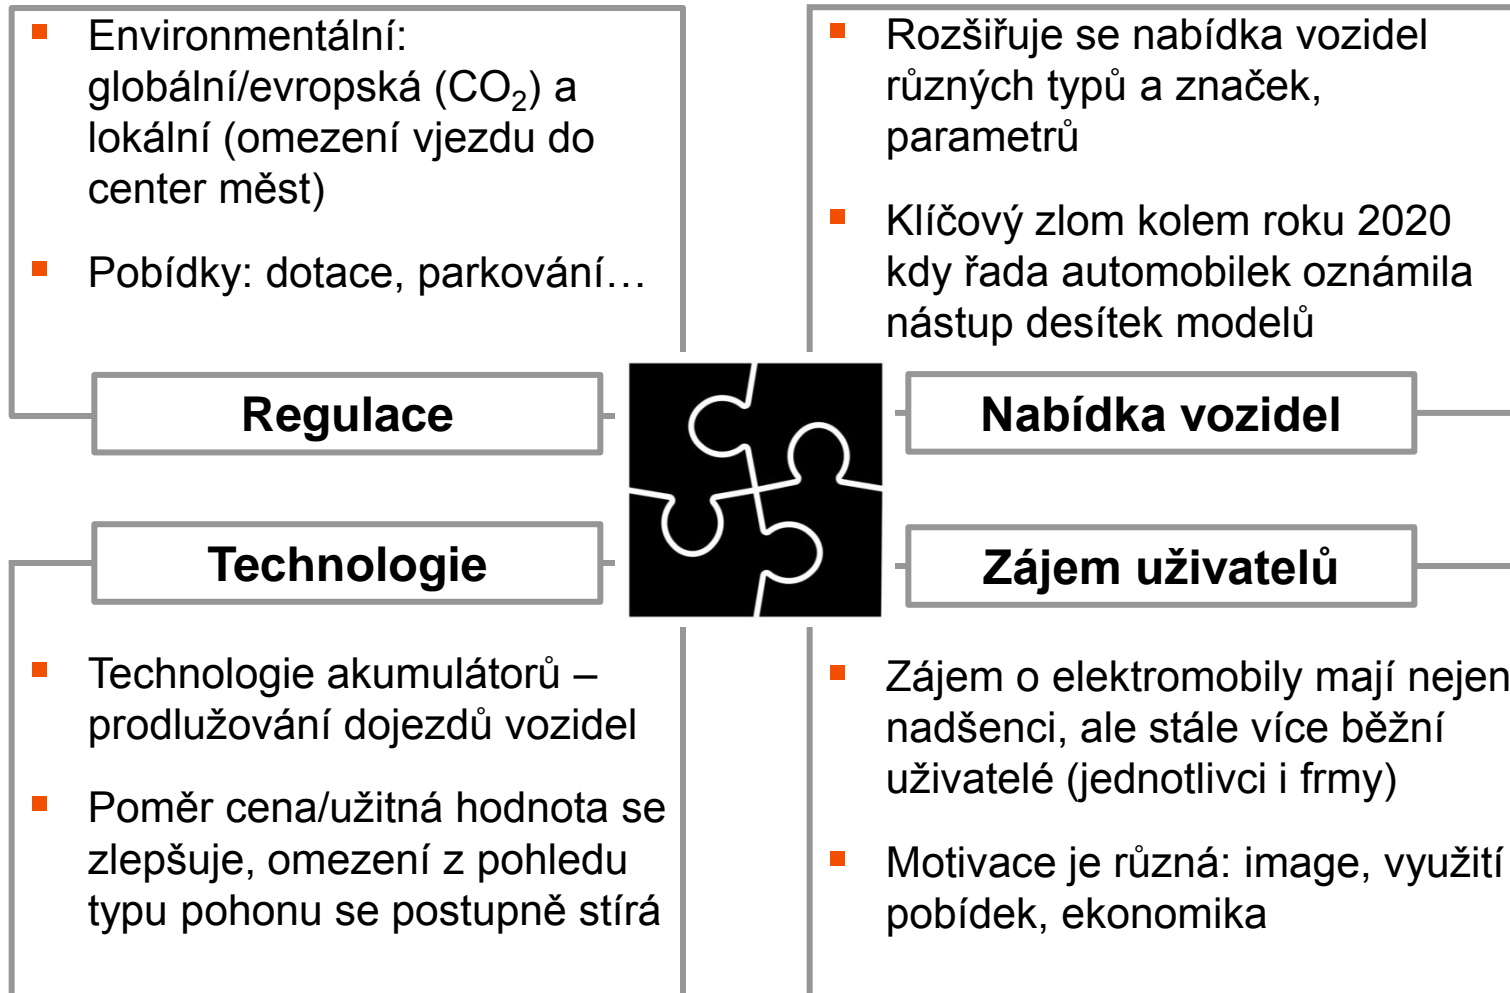 Environmentální:
globální/evropská (CO₂) a
lokální (omezení vjezdu do
center měst)
Pobídky: dotace, parkování…
Regulace
Rozšiřuje se nabídka vozidel
různých typů a značek,
parametrů
Klíčový zlom kolem roku 2020
kdy řada automobilek oznámila
nástup desítek modelů
Nabídka vozidel
Technologie
Technologie akumulátorů –
prodlužování dojezdů vozidel
Poměr cena/užitná hodnota se
zlepšuje, omezení z pohledu
typu pohonu se postupně stírá
Zájem uživatelů
Zájem o elektromobily mají nejen
nadšenci, ale stále více běžní
uživatelé (jednotlivci i frmy)
Motivace je různá: image, využití
pobídek, ekonomika